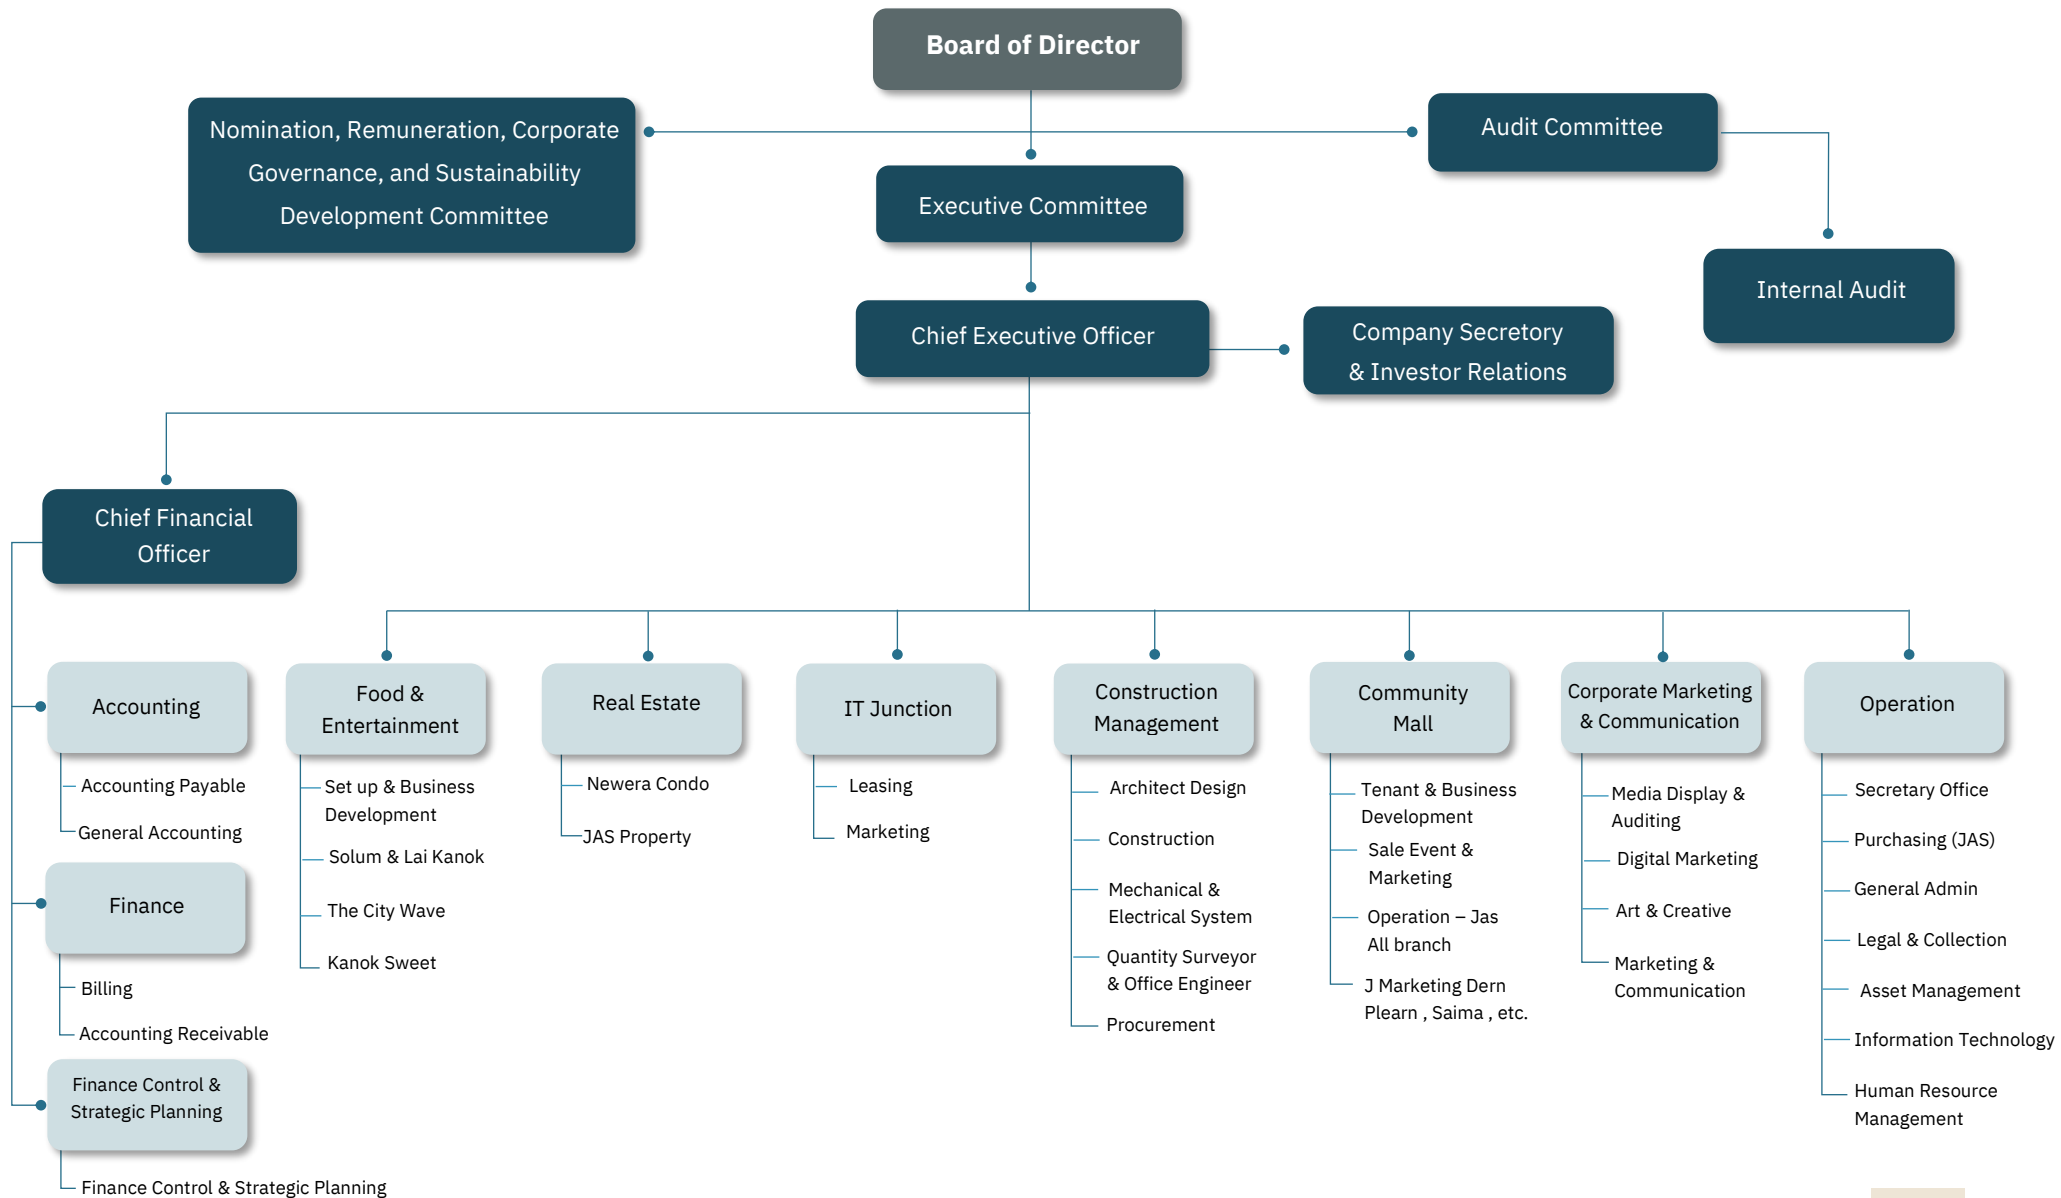 Board of Director
Nomination, Remuneration, Corporate
Governance, and Sustainability
Development Committee
Audit Committee
Executive Committee
Internal Audit
Chief Executive Officer
Company Secretary
& Investor Relations
Chief Financial
Officer
Accounting
Accounting Payable
General Accounting
Finance
Billing
Accounting Receivable
Finance Control &
Strategic Planning
Finance Control & Strategic Planning
Food &
Entertainment
Set up & Business
Development
Solum & Lai Kanok
The City Wave
Kanok Sweet
Real Estate
Newera Condo
JAS Property
IT Junction
Leasing
Marketing
Construction
Management
Architect Design
Construction
Mechanical &
Electrical System
Quantity Surveyor
& Office Engineer
Procurement
Community
Mall
Tenant & Business
Development
Sale Event &
Marketing
Operation – Jas
All branch
J Marketing Dern
Plearn , Saima , etc.
Corporate Marketing
& Communication
Media Display &
Auditing
Digital Marketing
Art & Creative
Marketing &
Communication
Operation
Secretary Office
Purchasing (JAS)
General Admin
Legal & Collection
Asset Management
Information Technology
Human Resource
Management